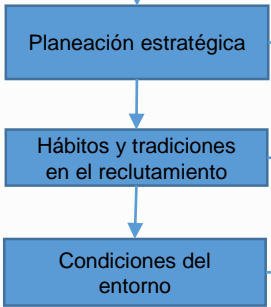 Planeación estratégica
Hábitos y tradiciones
en el reclutamiento
Condiciones del
entorno